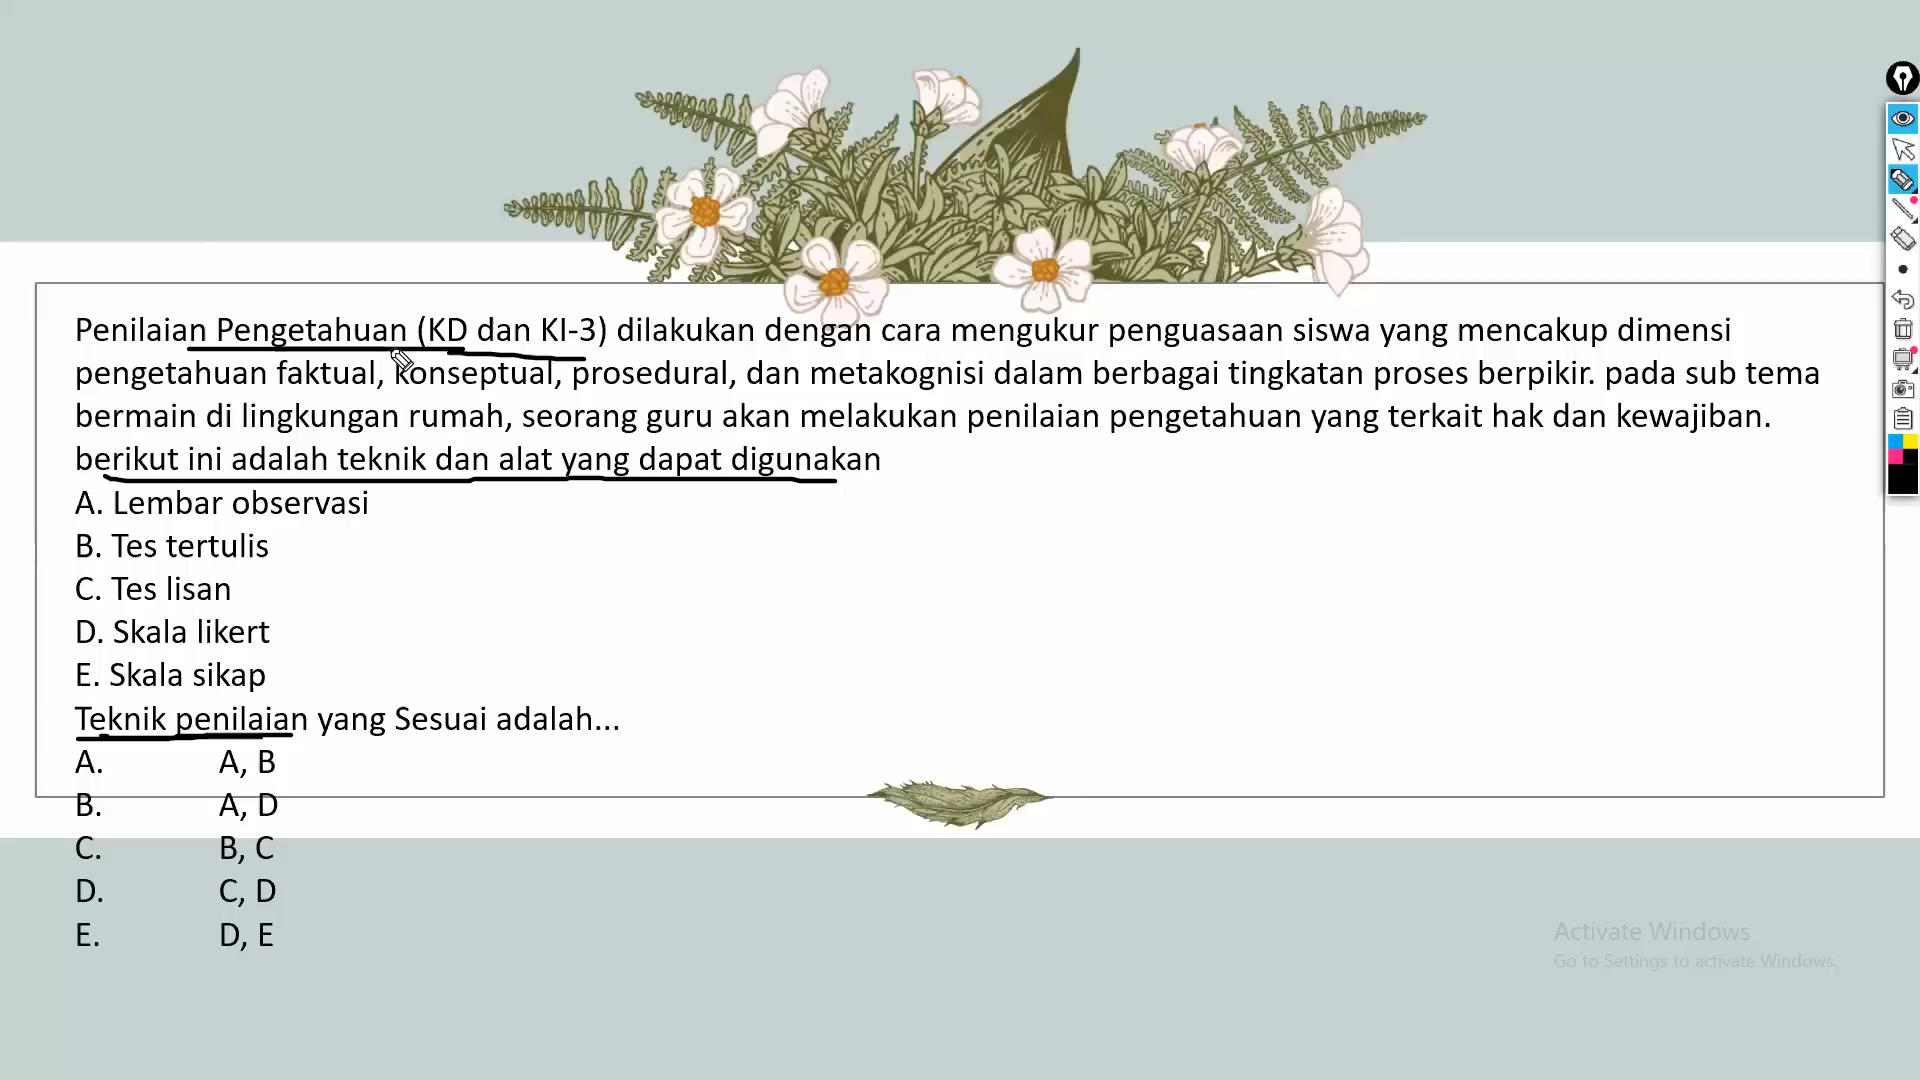 Penilaian Pengetahuan (KD dan KI-3) dilakukan dengan cara mengukur penguasaan siswa yang mencakup dimensi
pengetahuan faktual, konseptual, prosedural, dan metakognisi dalam berbagai tingkatan proses berpikir. pada sub tema
bermain di lingkungan rumah, seorang guru akan melakukan penilaian pengetahuan yang terkait hak dan kewajiban.
berikut ini adalah teknik dan alat yang dapat digunakan
A. Lembar observasi
B. Tes tertulis
C. Tes lisan
D. Skala likert
E. Skala sikap
Teknik penilaian yang Sesuai adalah...
A. A, B
B. A, D
C. B, C
D. C, D
E. D, E
Activate Windows
Go to Settings to activate Windows.